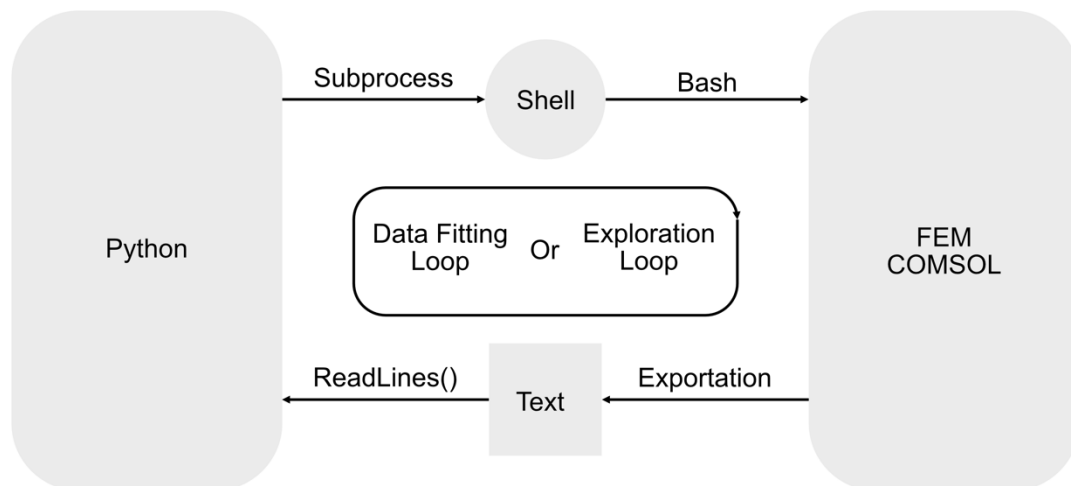 Subprocess
Shell
Bash
Python
Data Fitting
Loop
Or
Exploration
Loop
FEM
COMSOL
ReadLines()
Text
Exportation